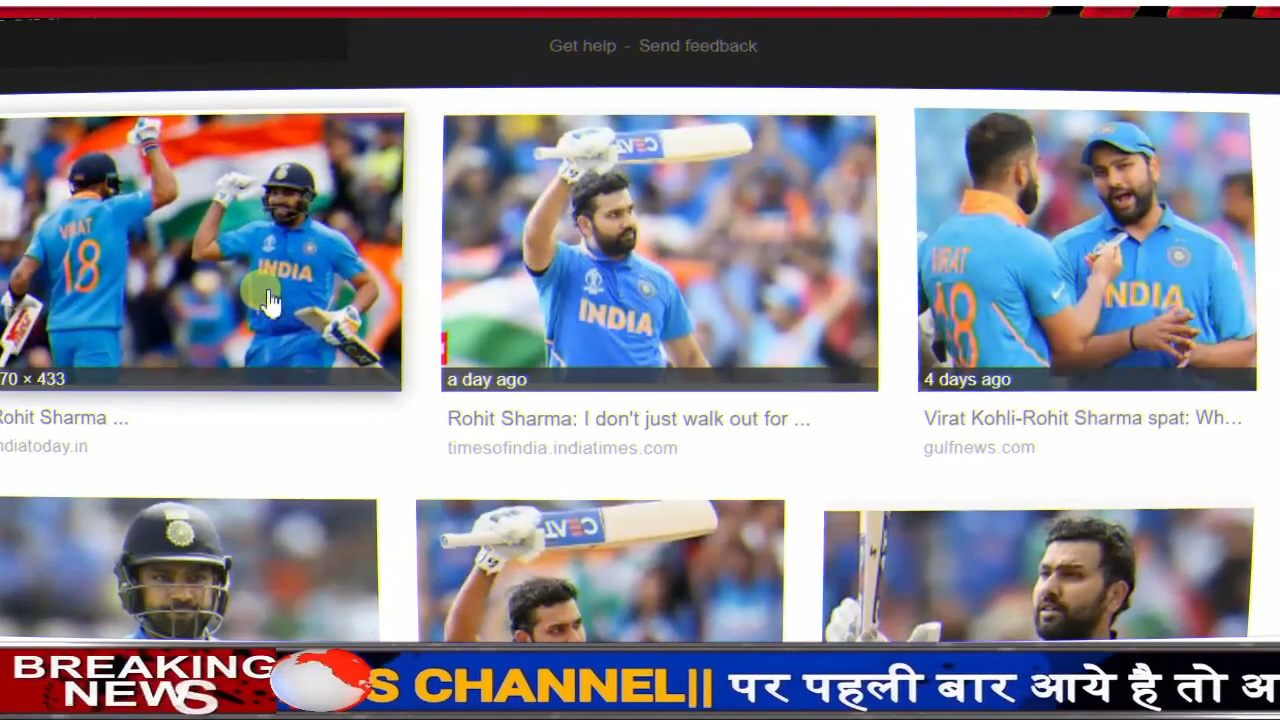 Get help - Send feedback
VIRAT
18
INDIA
70 × 433
Rohit Sharma ...
ndiatoday.in
CEAT
INDIA
a day ago
Rohit Sharma: I don't just walk out for ...
timesofindia.indiatimes.com
VIRAT
18
INDIA
4 days ago
Virat Kohli-Rohit Sharma spat: Wh...
gulfnews.com
CEAT
BREAKING
NEWS
S CHANNEL|| पर पहली बार आये है तो अ